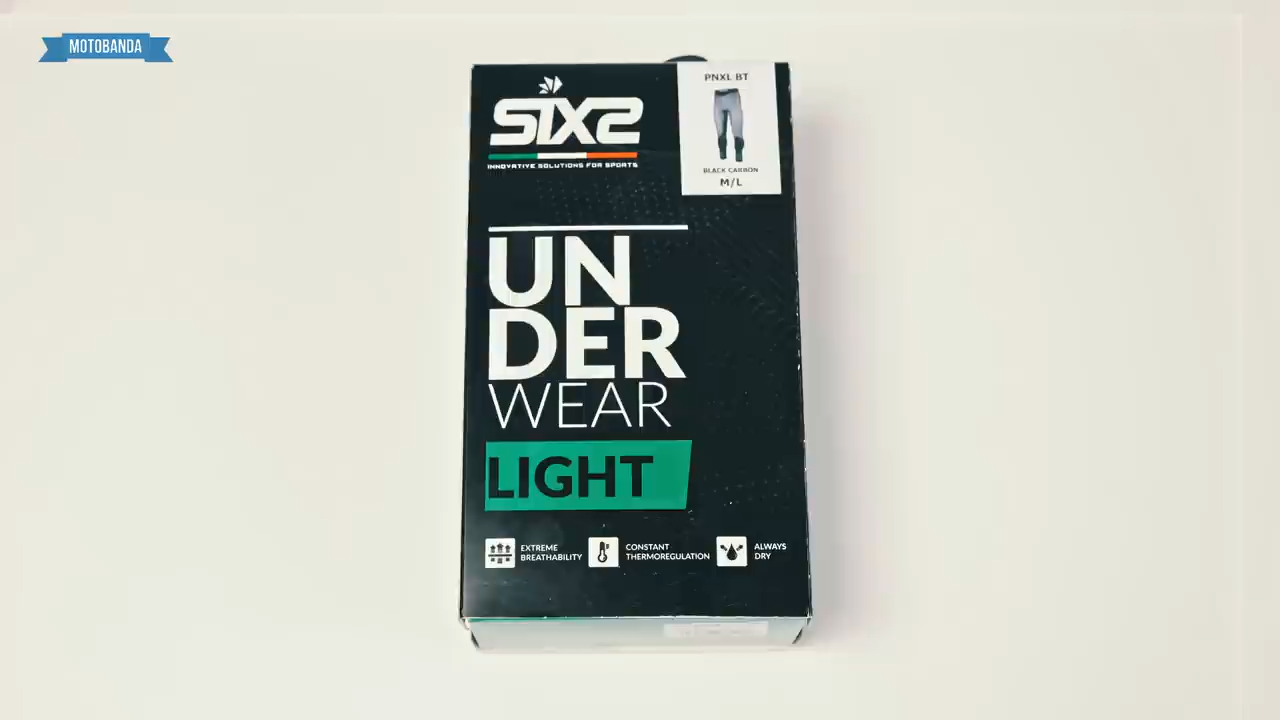 MOTOBANDA
SIX2
INNOVATIVE SOLUTIONS FOR SPORTS
PNXL BT
BLACK CARBON
M/L
UN
DER
WEAR
LIGHT
EXTREME
BREATHABILITY
CONSTANT
THERMOREGULATION
ALWAYS
DRY